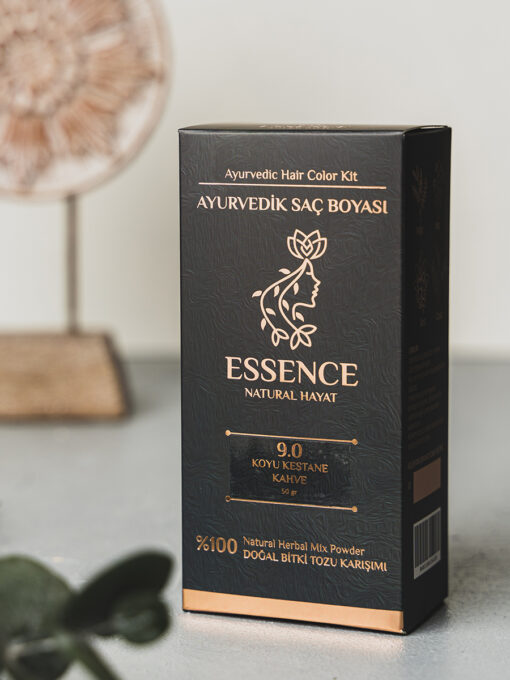 Ayurvedic Hair Color Kit
AYURVEDİK SAÇ BOYASI
ESSENCE
NATURAL HAYAT
9.0
KOYU KESTANE
KAHVE
50 gr
%100 Natural Herbal Mix Powder
DOĞAL BİTKİ TOZU KARIŞIMI